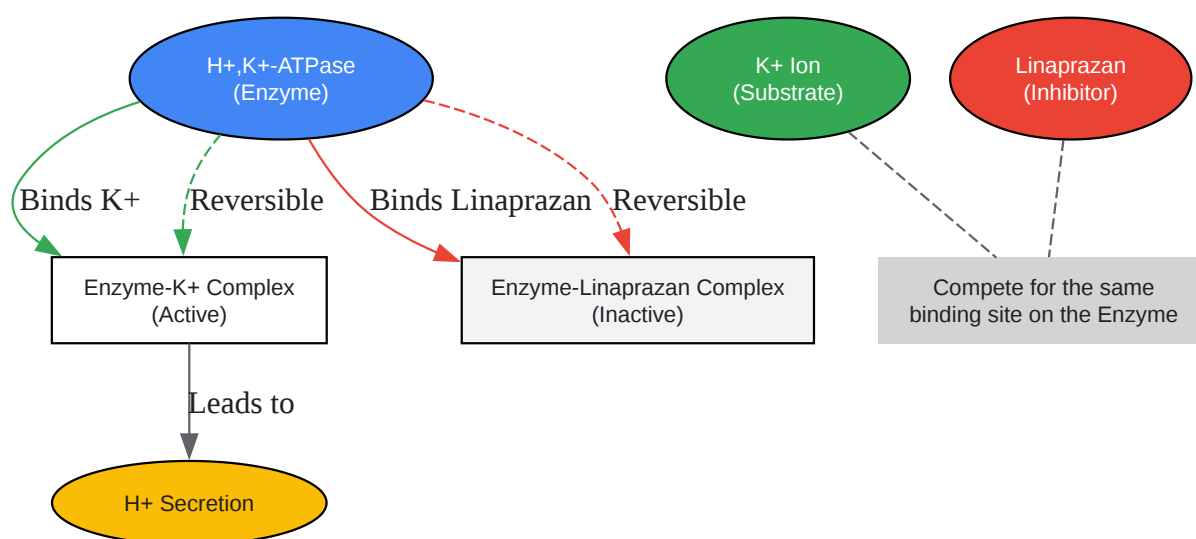 H+,K+-ATPase
(Enzyme)
K+ Ion
(Substrate)
Linaprazan
(Inhibitor)
Binds K+
Reversible
Binds Linaprazan
Reversible
Enzyme-K+ Complex
(Active)
Enzyme-Linaprazan Complex
(Inactive)
Compete for the same
binding site on the Enzyme
Leads to
H+ Secretion